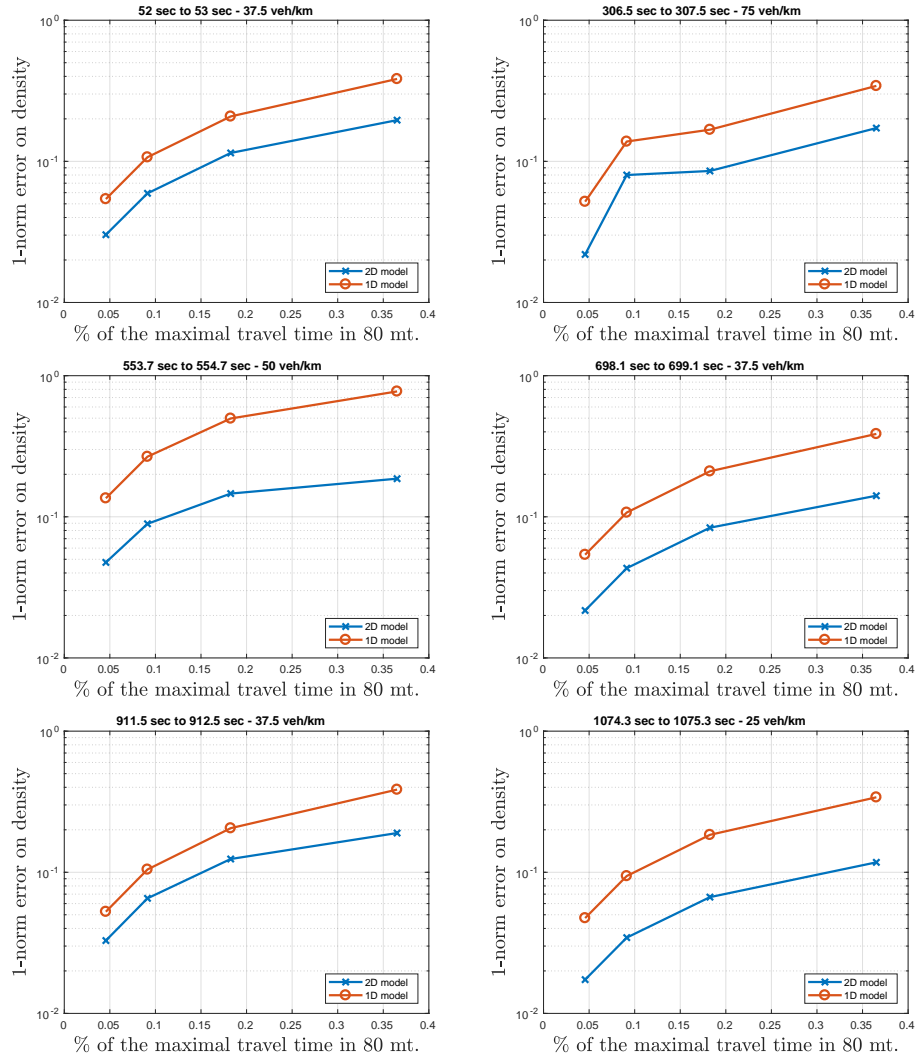 52 sec to 53 sec - 37.5 veh/km
10^0
10^-1
10^-2
1-norm error on density
2D model
1D model
0 0.05 0.1 0.15 0.2 0.25 0.3 0.35 0.4
% of the maximal travel time in 80 mt.
306.5 sec to 307.5 sec - 75 veh/km
10^0
10^-1
10^-2
1-norm error on density
2D model
1D model
0 0.05 0.1 0.15 0.2 0.25 0.3 0.35 0.4
% of the maximal travel time in 80 mt.
553.7 sec to 554.7 sec - 50 veh/km
10^0
10^-1
10^-2
1-norm error on density
2D model
1D model
0 0.05 0.1 0.15 0.2 0.25 0.3 0.35 0.4
% of the maximal travel time in 80 mt.
698.1 sec to 699.1 sec - 37.5 veh/km
10^0
10^-1
10^-2
1-norm error on density
2D model
1D model
0 0.05 0.1 0.15 0.2 0.25 0.3 0.35 0.4
% of the maximal travel time in 80 mt.
911.5 sec to 912.5 sec - 37.5 veh/km
10^0
10^-1
10^-2
1-norm error on density
2D model
1D model
0 0.05 0.1 0.15 0.2 0.25 0.3 0.35 0.4
% of the maximal travel time in 80 mt.
1074.3 sec to 1075.3 sec - 25 veh/km
10^0
10^-1
10^-2
1-norm error on density
2D model
1D model
0 0.05 0.1 0.15 0.2 0.25 0.3 0.35 0.4
% of the maximal travel time in 80 mt.